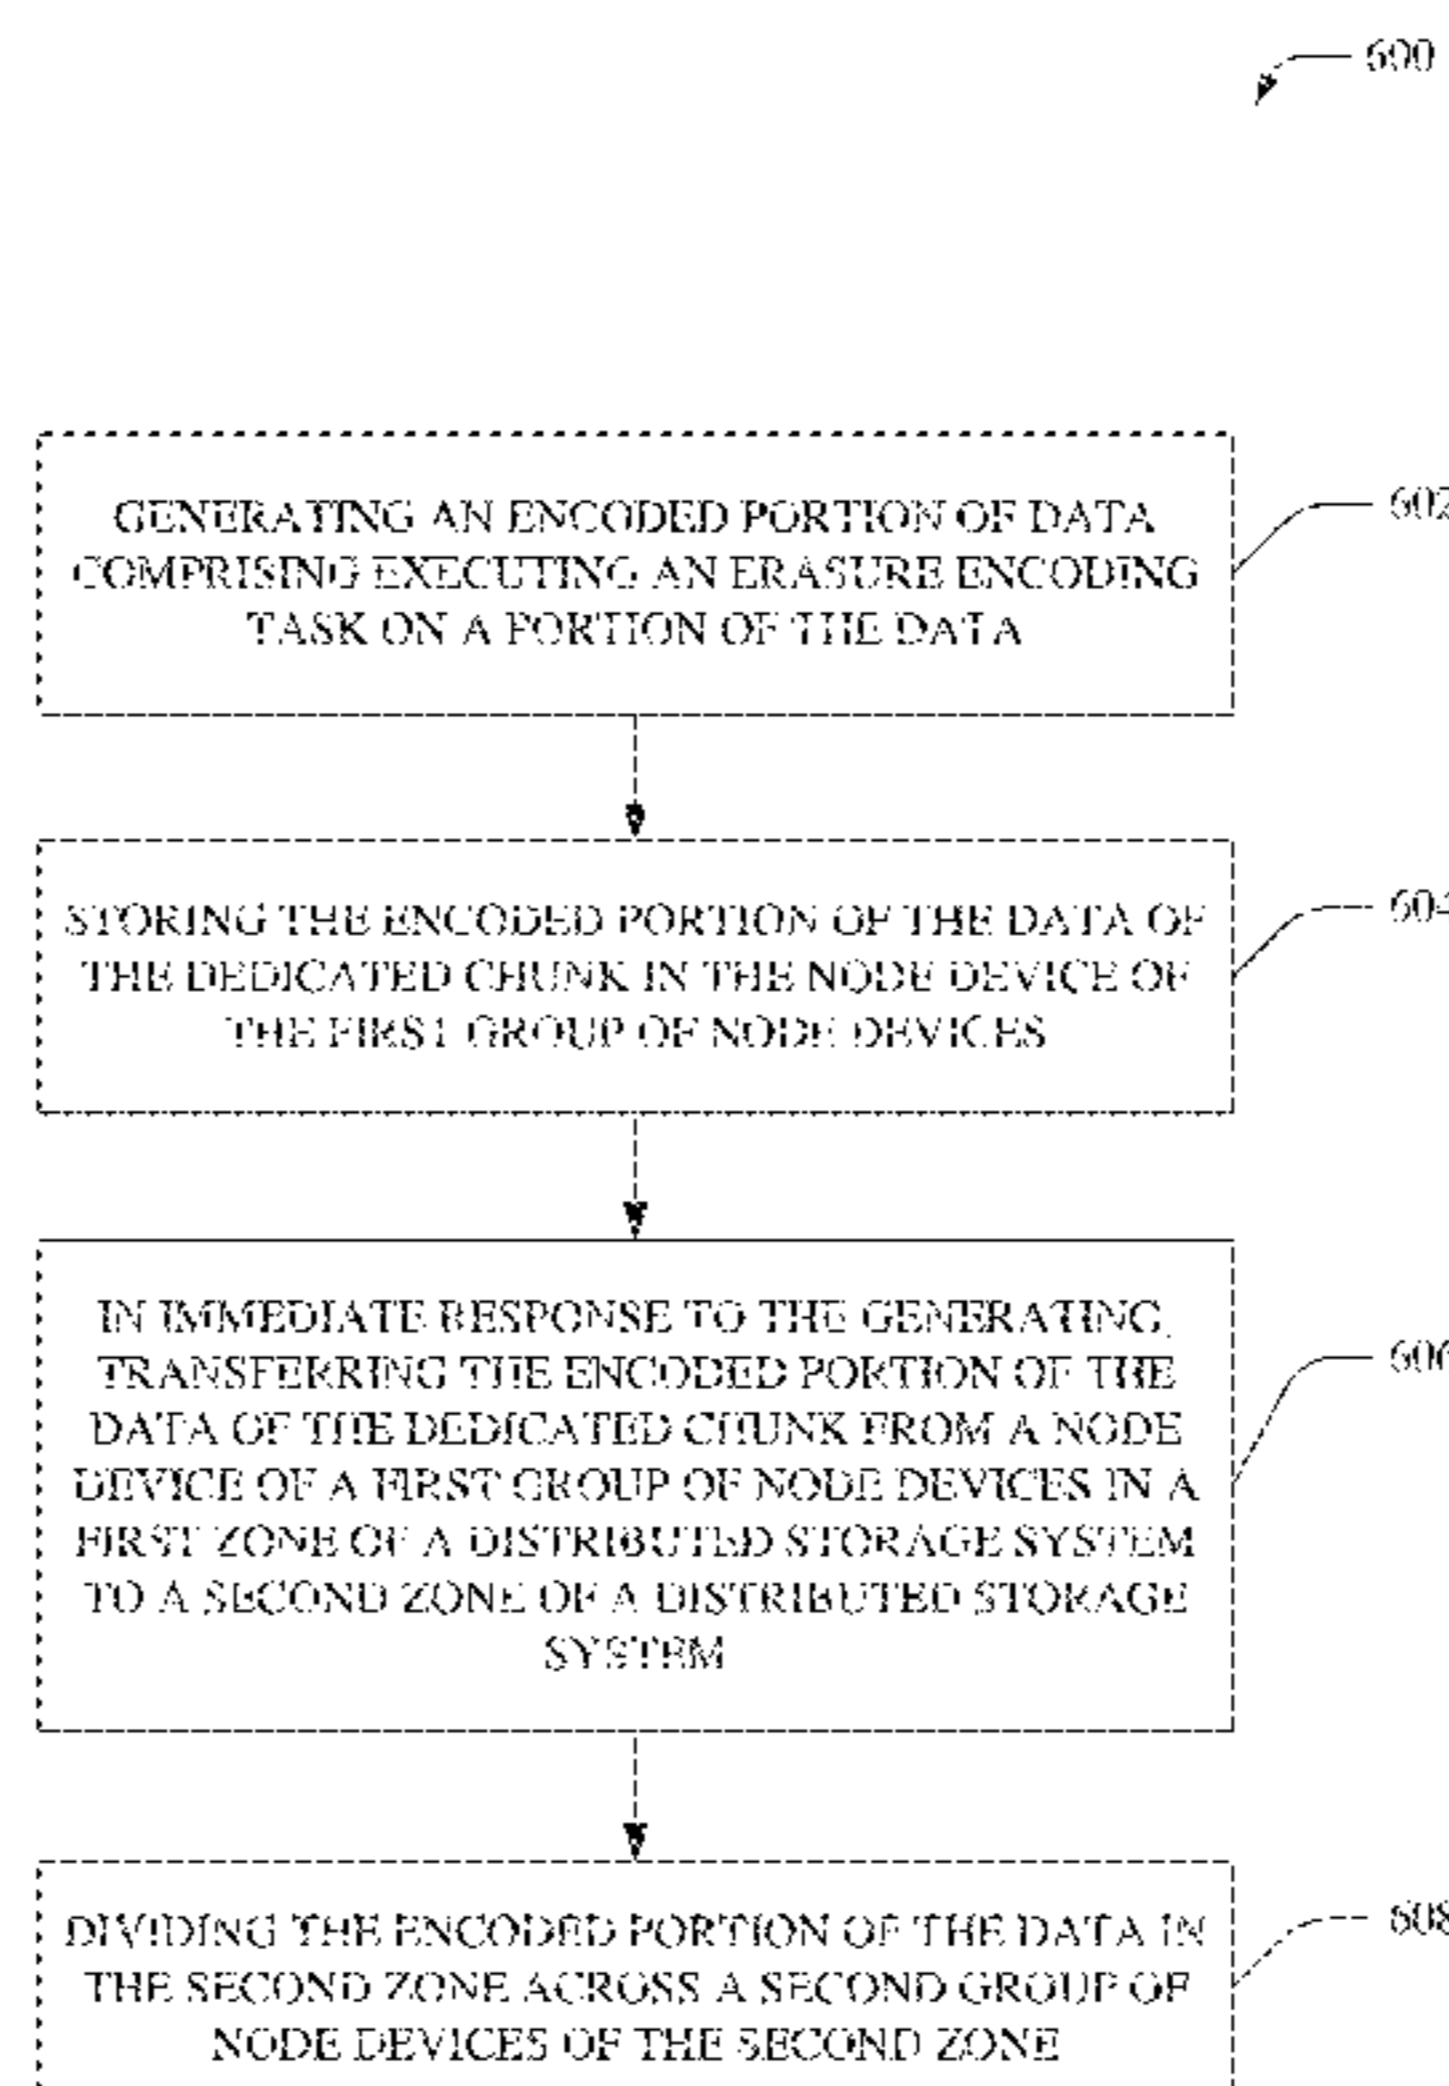 600
GENERATING AN ENCODED PORTION OF DATA
COMPRISING EXECUTING AN ERASURE ENCODING
TASK ON A PORTION OF THE DATA
602
STORING THE ENCODED PORTION OF THE DATA OF
THE DEDICATED CHUNK IN THE NODE DEVICE OF
THE FIRST GROUP OF NODE DEVICES
604
IN IMMEDIATE RESPONSE TO THE GENERATING,
TRANSFERRING THE ENCODED PORTION OF THE
DATA OF THE DEDICATED CHUNK FROM A NODE
DEVICE OF A FIRST GROUP OF NODE DEVICES IN A
FIRST ZONE OF A DISTRIBUTED STORAGE SYSTEM
TO A SECOND ZONE OF A DISTRIBUTED STORAGE
SYSTEM
606
DIVIDING THE ENCODED PORTION OF THE DATA IN
THE SECOND ZONE ACROSS A SECOND GROUP OF
NODE DEVICES OF THE SECOND ZONE
608